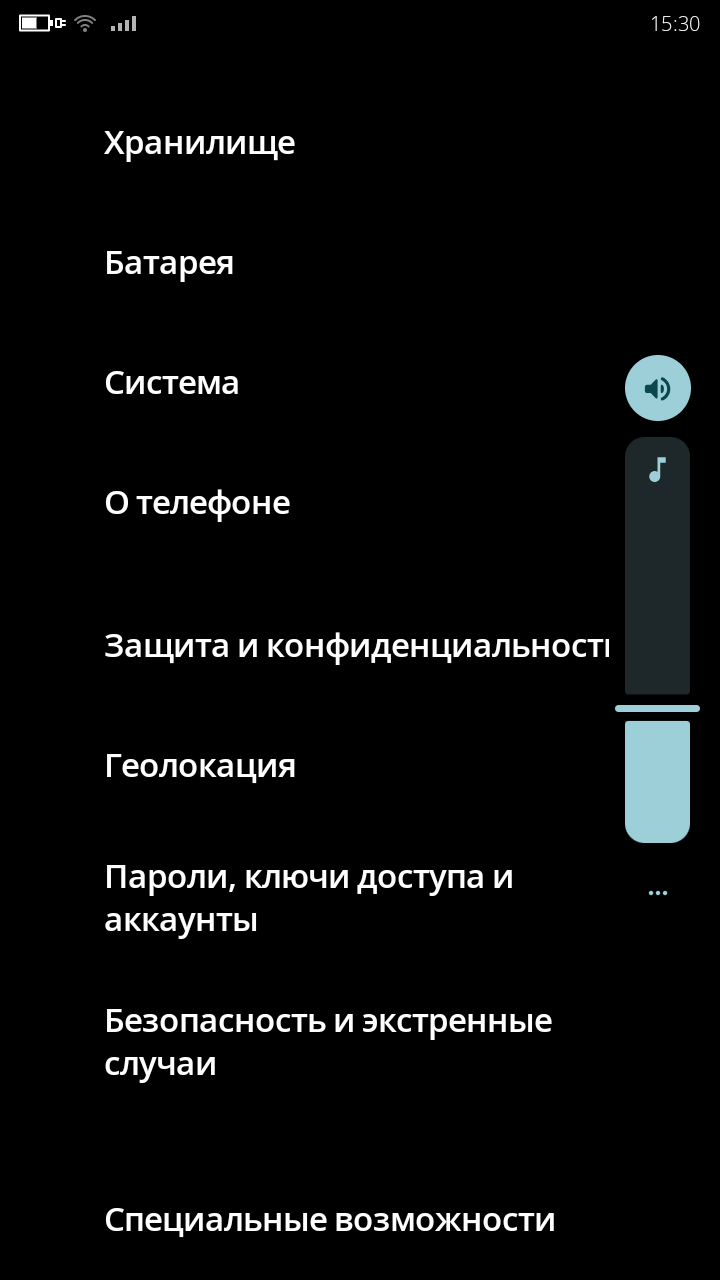 15:30
Хранилище
Батарея
Система
О телефоне
Защита и конфиденциальност
Геолокация
Пароли, ключи доступа и
аккаунты
Безопасность и экстренные
случаи
Специальные возможности